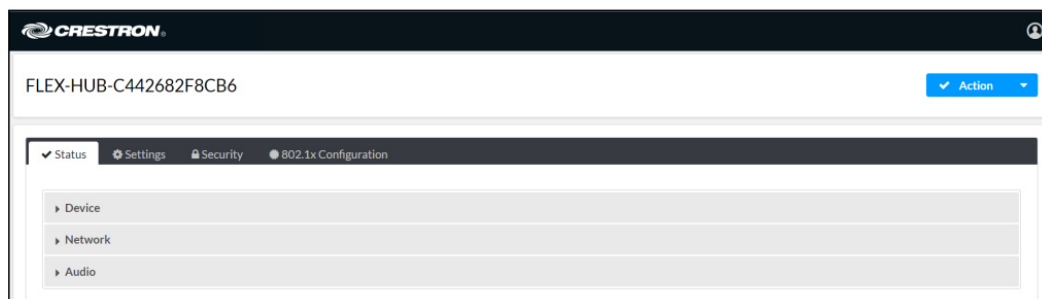 CRESTRON®
FLEX-HUB-C442682F8CB6
Action
Status Settings Security 802.1x Configuration
Device
Network
Audio